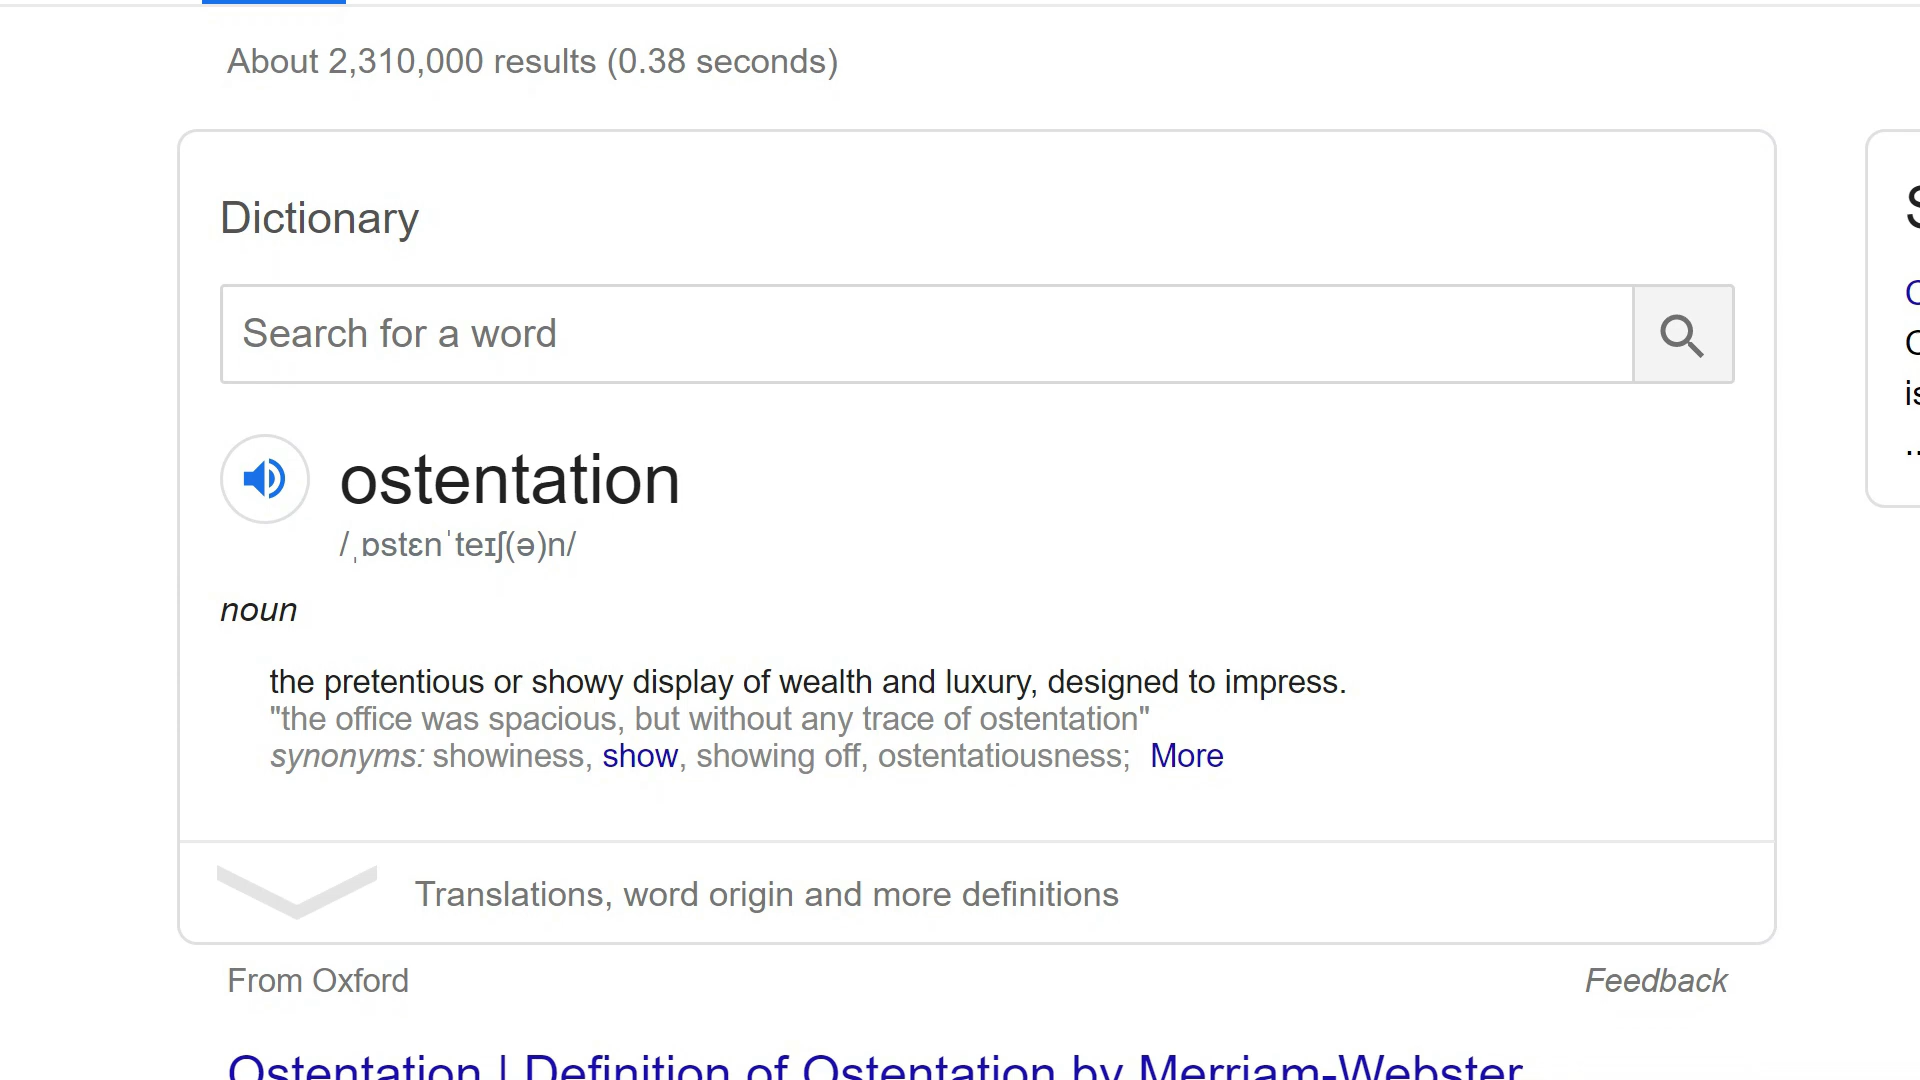 About 2,310,000 results (0.38 seconds)
Dictionary
Search for a word
ostentation
/ˌɒstɛnˈteɪʃ(ə)n/
noun
the pretentious or showy display of wealth and luxury, designed to impress.
"the office was spacious, but without any trace of ostentation"
synonyms: showiness, show, showing off, ostentatiousness; More
Translations, word origin and more definitions
From Oxford
Feedback
Ostentation | Definition of Ostentation by Merriam-Webster